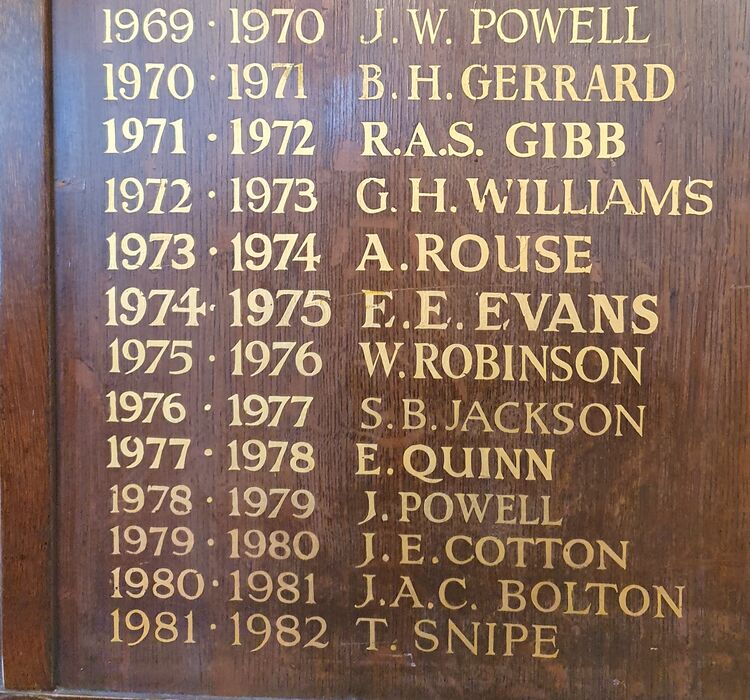 1969 · 1970 J. W. POWELL
1970 · 1971 B. H. GERRARD
1971 · 1972 R.A.S. GIBB
1972 · 1973 G. H. WILLIAMS
1973 · 1974 A. ROUSE
1974 · 1975 E. E. EVANS
1975 · 1976 W. ROBINSON
1976 · 1977 S. B. JACKSON
1977 · 1978 E. QUINN
1978 · 1979 J. POWELL
1979 · 1980 J. E. COTTON
1980 · 1981 J.A.C. BOLTON
1981 · 1982 T. SNIPE